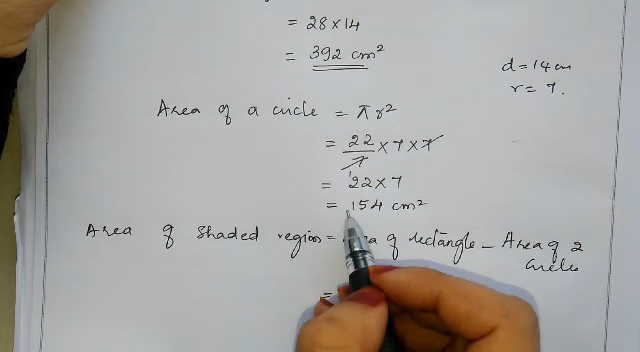 = 28 × 14
= 392 cm²
d = 14 cm
r = 7.
Area of a circle = π r²
= 22/7 × 7 × 7
= 22 × 7
= 154 cm²
Area of shaded region = Area of rectangle - Area of 2
circles
=